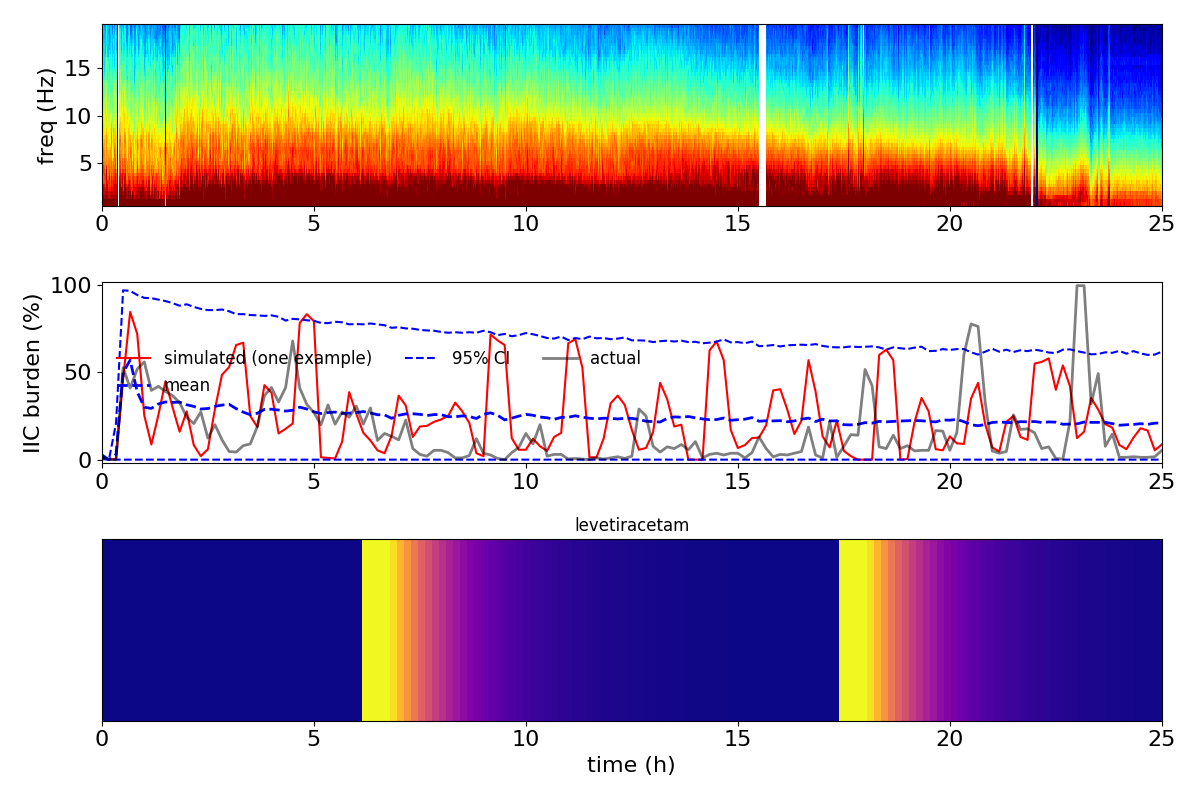 freq (Hz)
15
10
5
0 5 10 15 20 25
IIC burden (%)
100
50
0
simulated (one example) 95% CI actual
mean
0 5 10 15 20 25
levetiracetam
0 5 10 15 20 25
time (h)